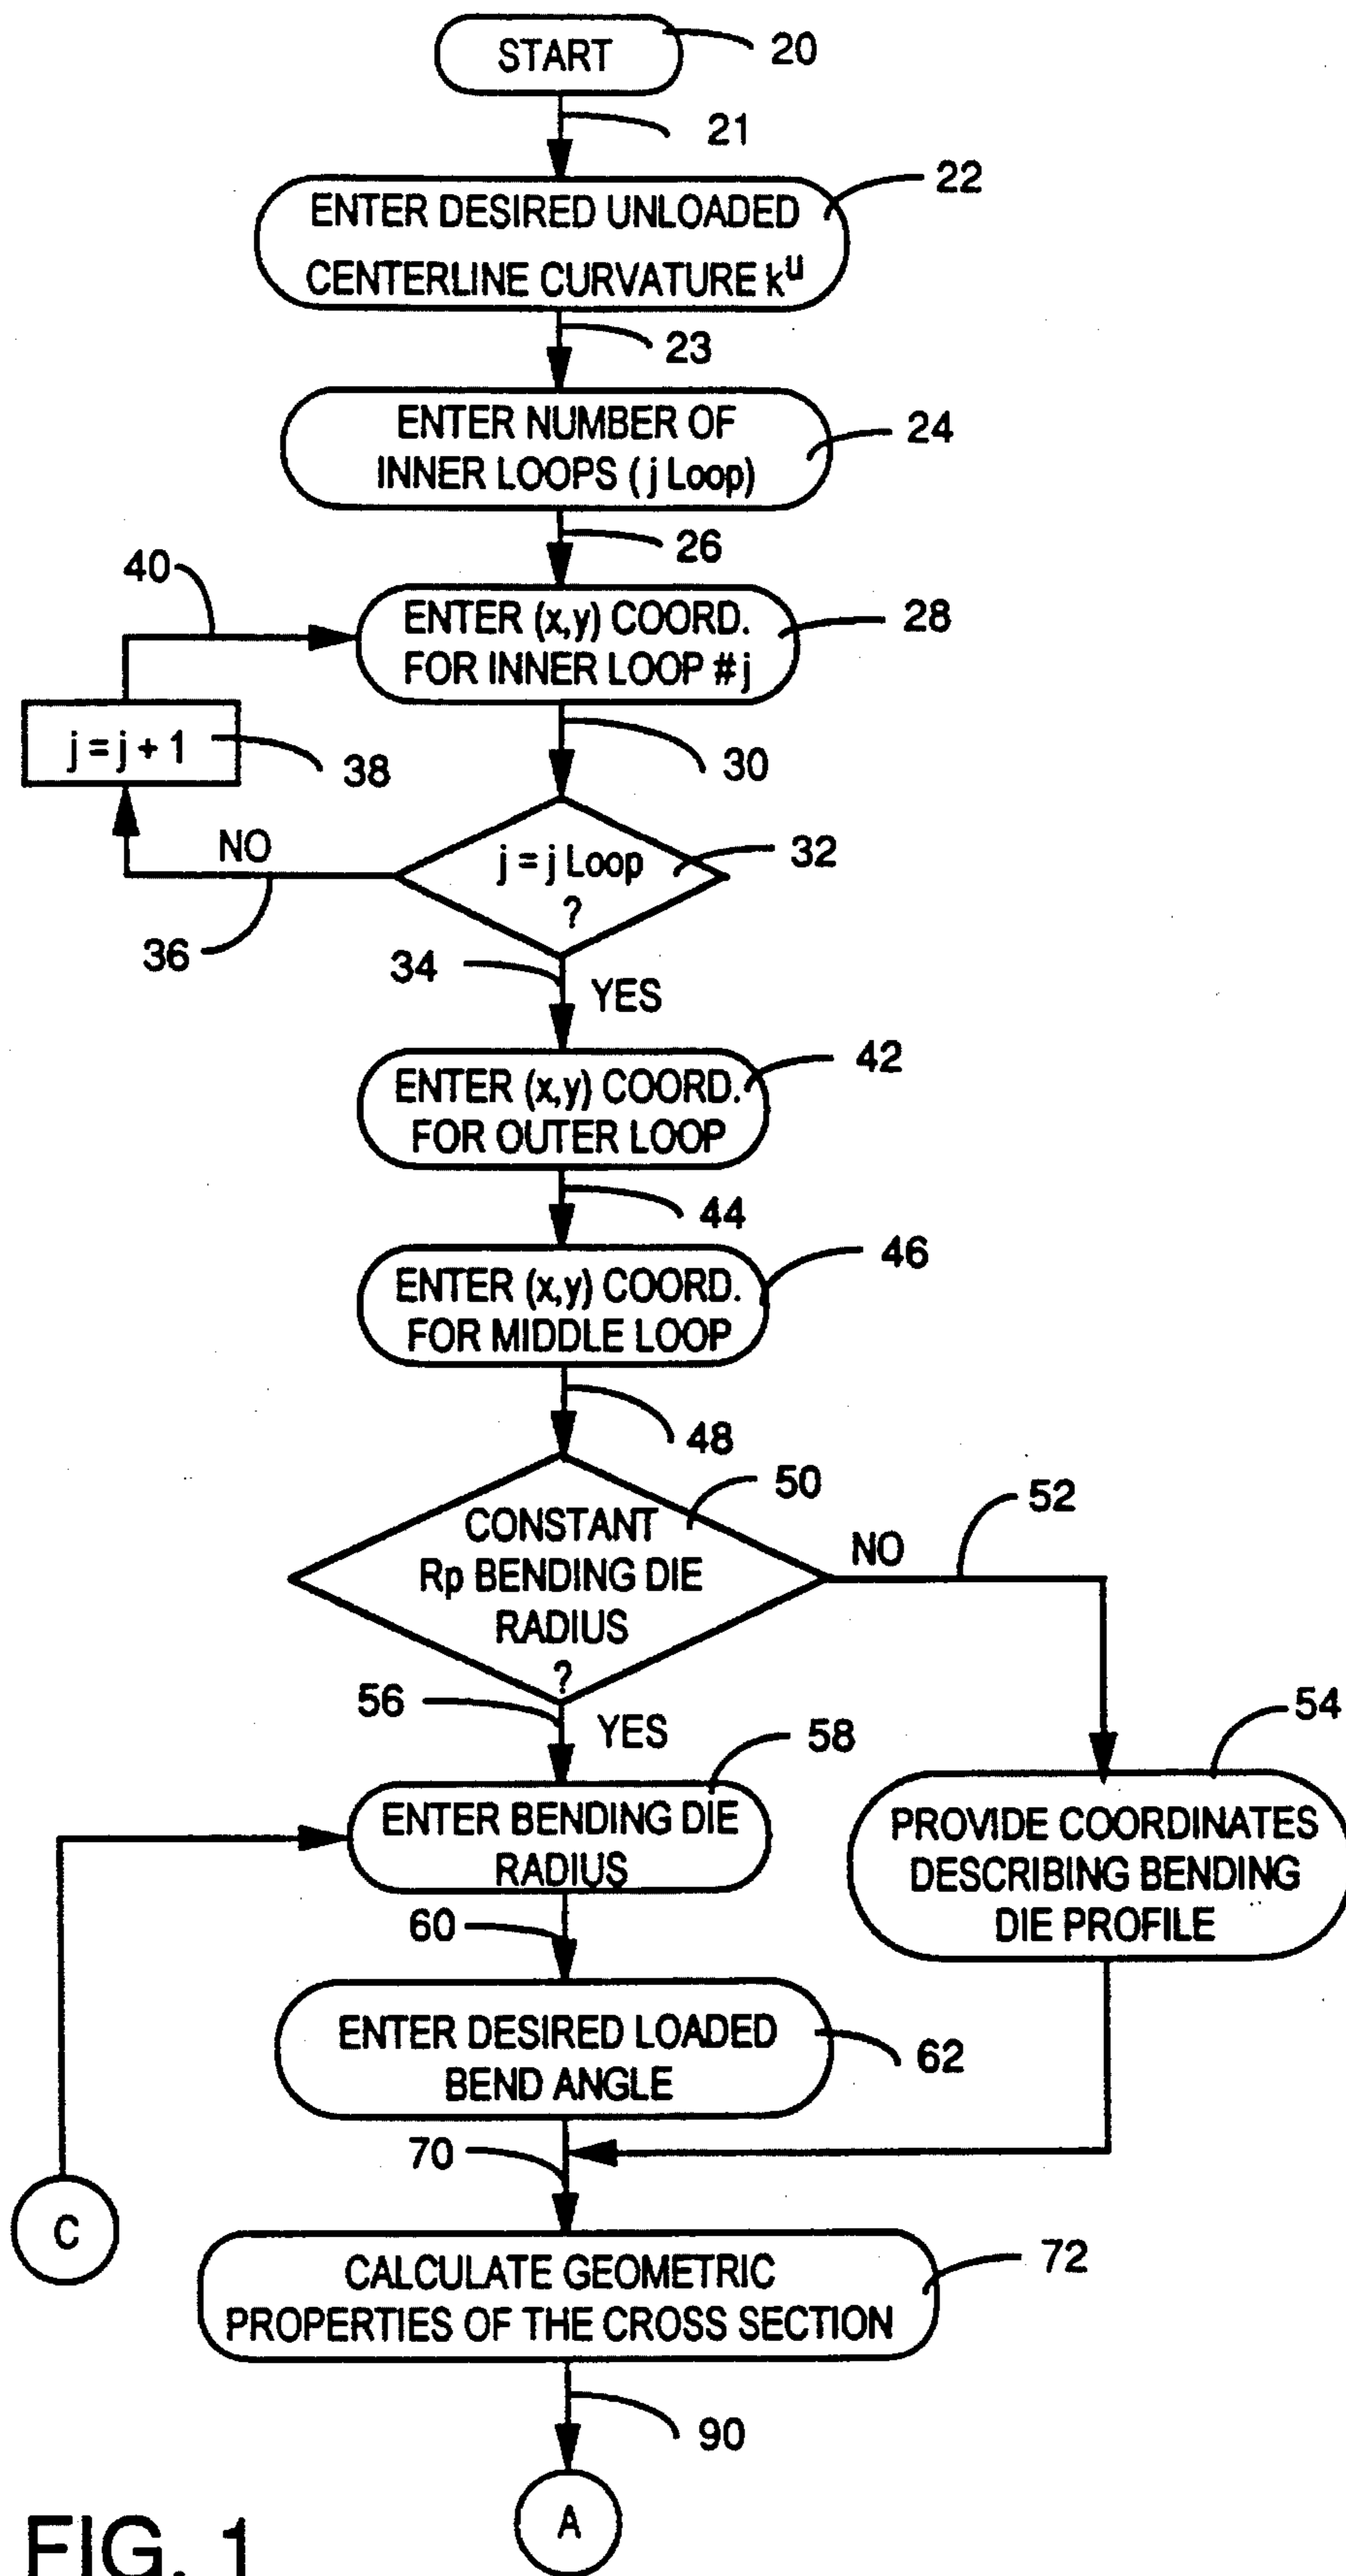 START
20
21
ENTER DESIRED UNLOADED
CENTERLINE CURVATURE kᵘ
22
23
ENTER NUMBER OF
INNER LOOPS ( j Loop)
24
26
40
ENTER (x,y) COORD.
FOR INNER LOOP # j
28
j = j + 1
38
30
NO
36
j = j Loop
?
32
34
YES
ENTER (x,y) COORD.
FOR OUTER LOOP
42
44
ENTER (x,y) COORD.
FOR MIDDLE LOOP
46
48
CONSTANT
Rp BENDING DIE
RADIUS
?
50
NO
52
56
YES
58
54
ENTER BENDING DIE
RADIUS
PROVIDE COORDINATES
DESCRIBING BENDING
DIE PROFILE
60
ENTER DESIRED LOADED
BEND ANGLE
62
70
C
CALCULATE GEOMETRIC
PROPERTIES OF THE CROSS SECTION
72
90
A
FIG. 1